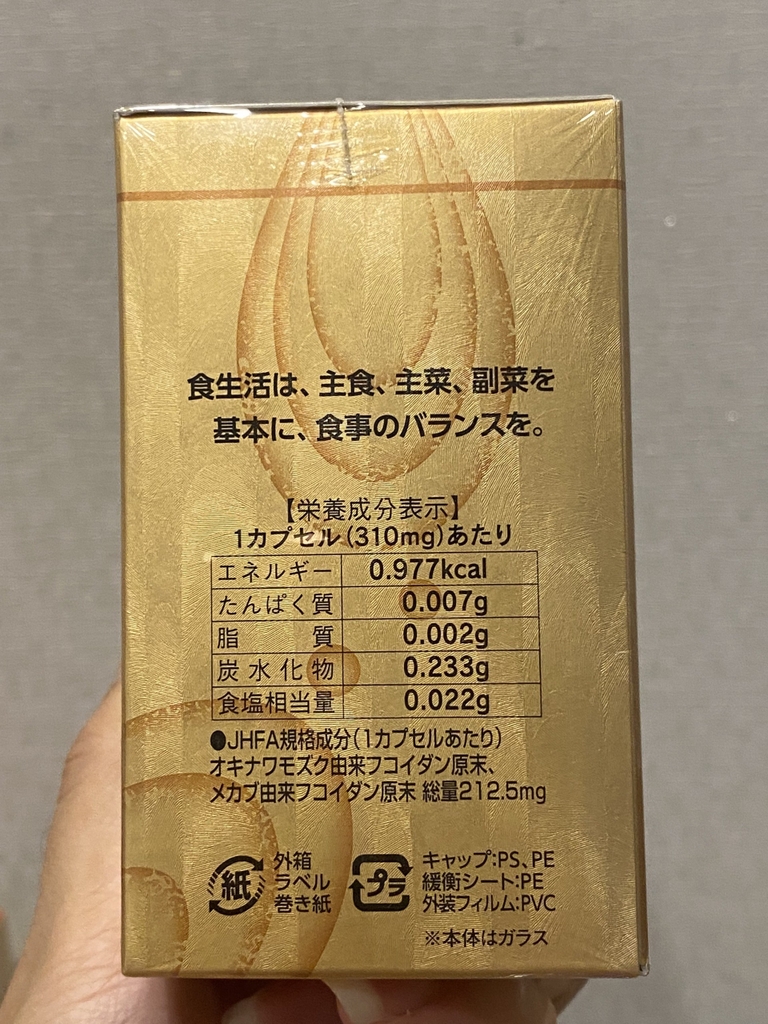 食生活は、主食、主菜、副菜を
基本に、食事のバランスを。
【栄養成分表示】
1カプセル(310mg)あたり
エネルギー 0.977kcal
たんぱく質 0.007g
脂質 0.002g
炭水化物 0.233g
食塩相当量 0.022g
●JHFA規格成分(1カプセルあたり)
オキナワモズク由来フコイダン原末、
メカブ由来フコイダン原末 総量212.5mg
紙
外箱
ラベル
巻き紙
プラ
キャップ:PS、PE
緩衝シート:PE
外装フィルム:PVC
※本体はガラス